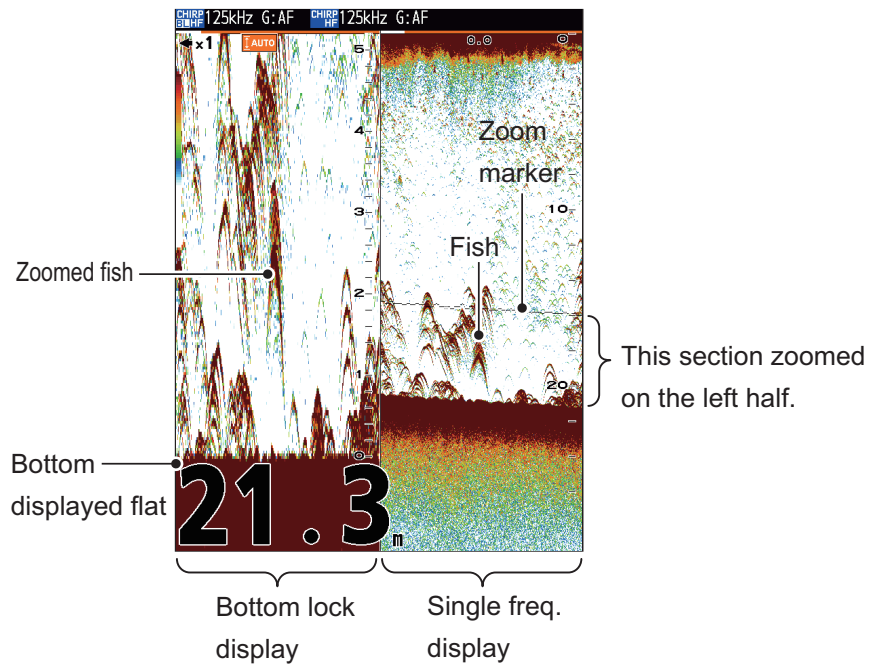 CHIRP BLHF 125kHz G:AF CHIRP HF 125kHz G:AF
x1 AUTO
5
4
3
2
1
0
0.0 0
10
20
Zoom
marker
Fish
Zoomed fish
This section zoomed
on the left half.
Bottom
displayed flat
21.3 m
Bottom lock
display
Single freq.
display